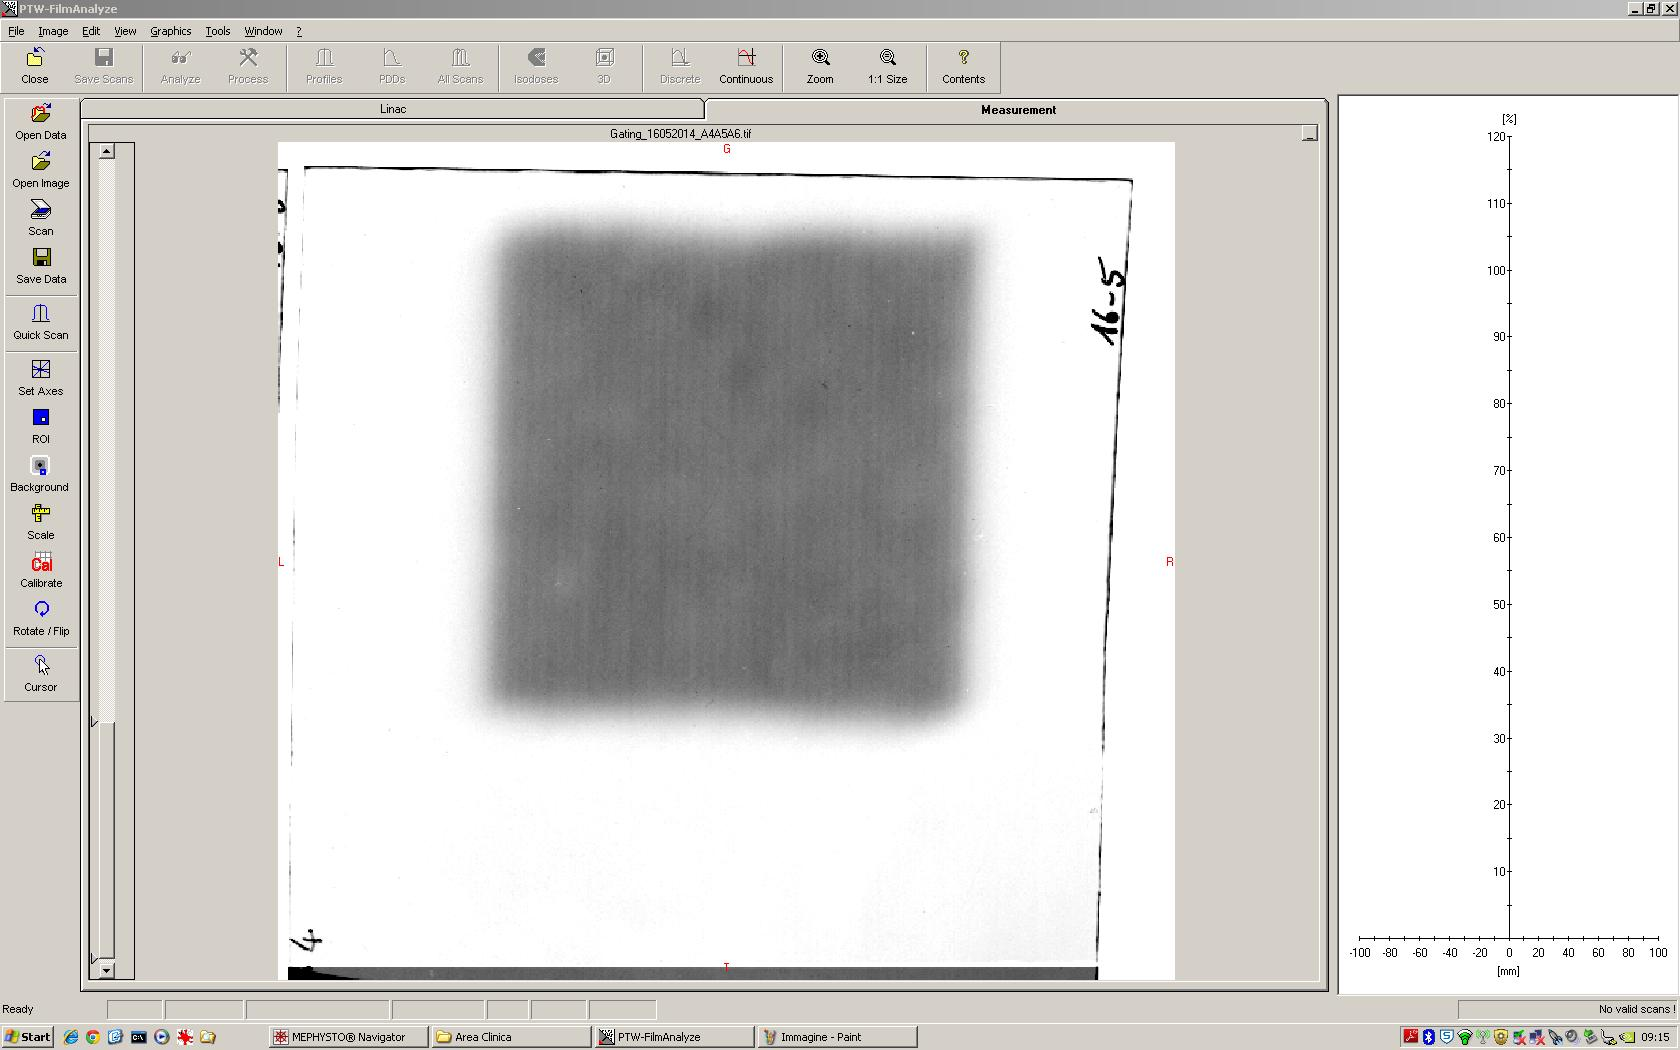 PTW-FilmAnalyze
File Image Edit View Graphics Tools Window ?
Close Save Scans Analyze Process Profiles PDDs All Scans Isodoses 3D Discrete Continuous Zoom 1:1 Size Contents
Open Data
Open Image
Scan
Save Data
Quick Scan
Set Axes
ROI
Background
Scale
Cal
Calibrate
Rotate / Flip
Cursor
Linac Measurement
Gating_16052014_A4A5A6.tif
G
L
R
T
16-5
4
[%]
120
110
100
90
80
70
60
50
40
30
20
10
-100 -80 -60 -40 -20 0 20 40 60 80 100
[mm]
Ready
No valid scans !
Start MEPHYSTO® Navigator Area Clinica PTW-FilmAnalyze Immagine - Paint 09:15